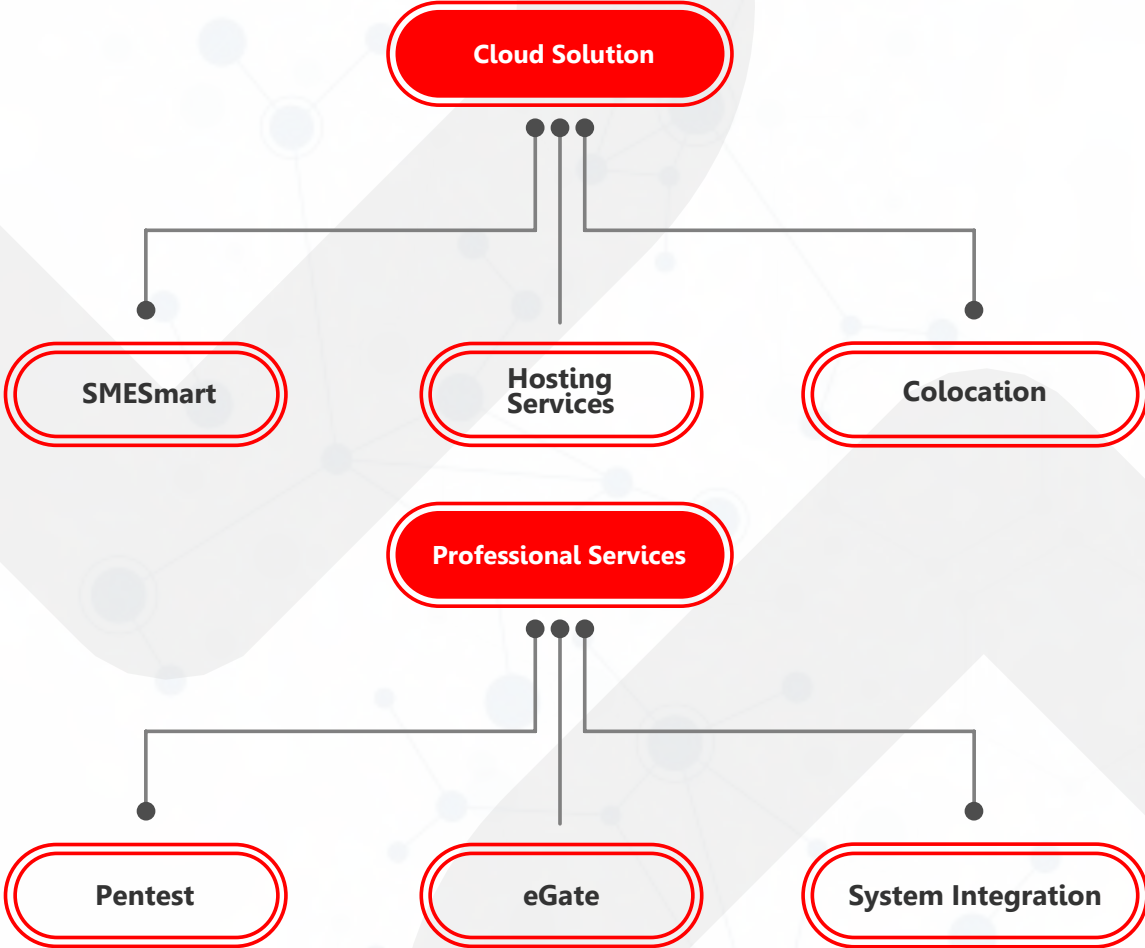 Cloud Solution
SMESmart
Hosting
Services
Colocation
Professional Services
Pentest
eGate
System Integration